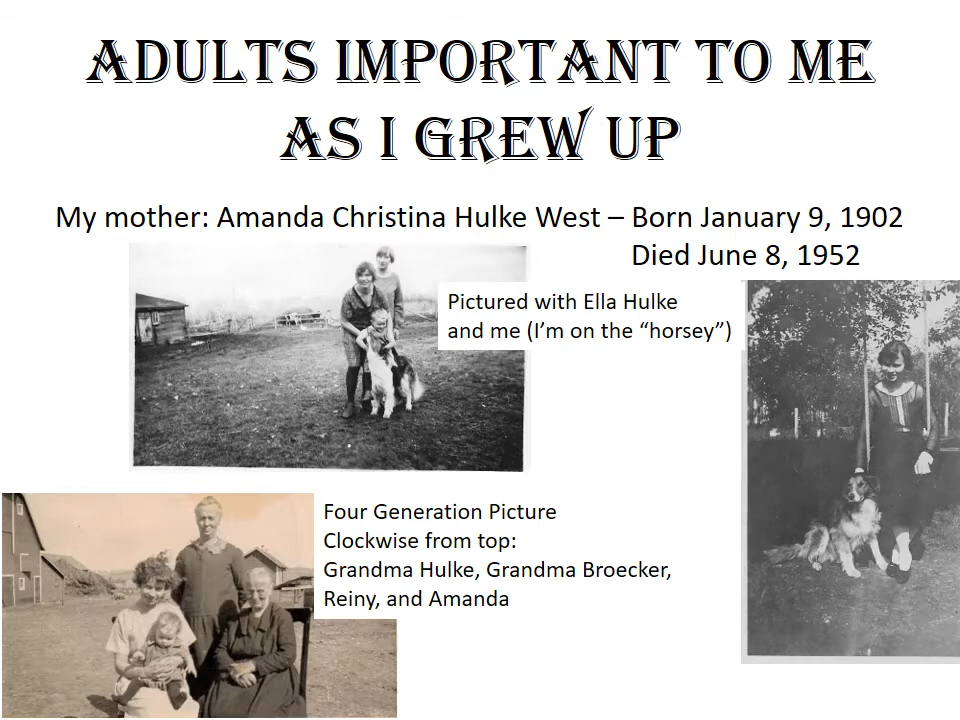 ADULTS IMPORTANT TO ME
AS I GREW UP
My mother: Amanda Christina Hulke West – Born January 9, 1902
Died June 8, 1952
Pictured with Ella Hulke
and me (I’m on the “horsey”)
Four Generation Picture
Clockwise from top:
Grandma Hulke, Grandma Broecker,
Reiny, and Amanda